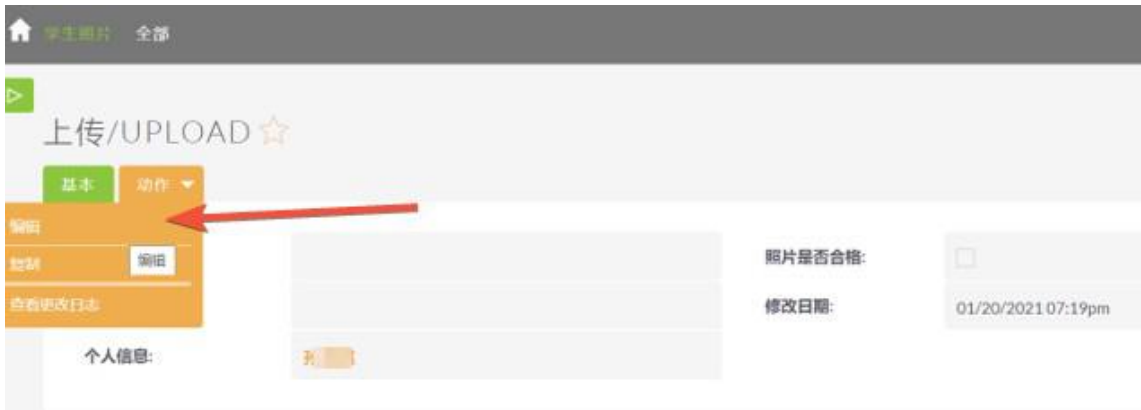 学生照片 全部
上传/UPLOAD
基本 动作
编辑
复制 编辑
查看更改日志
照片是否合格:
修改日期: 01/20/2021 07:19pm
个人信息: